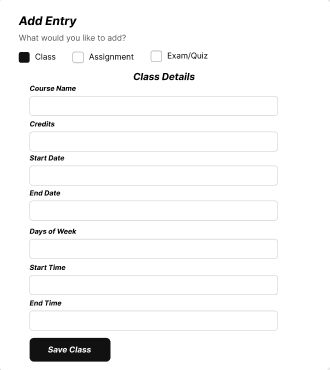 Add Entry
What would you like to add?
Class Assignment Exam/Quiz
Class Details
Course Name
Credits
Start Date
End Date
Days of Week
Start Time
End Time
Save Class